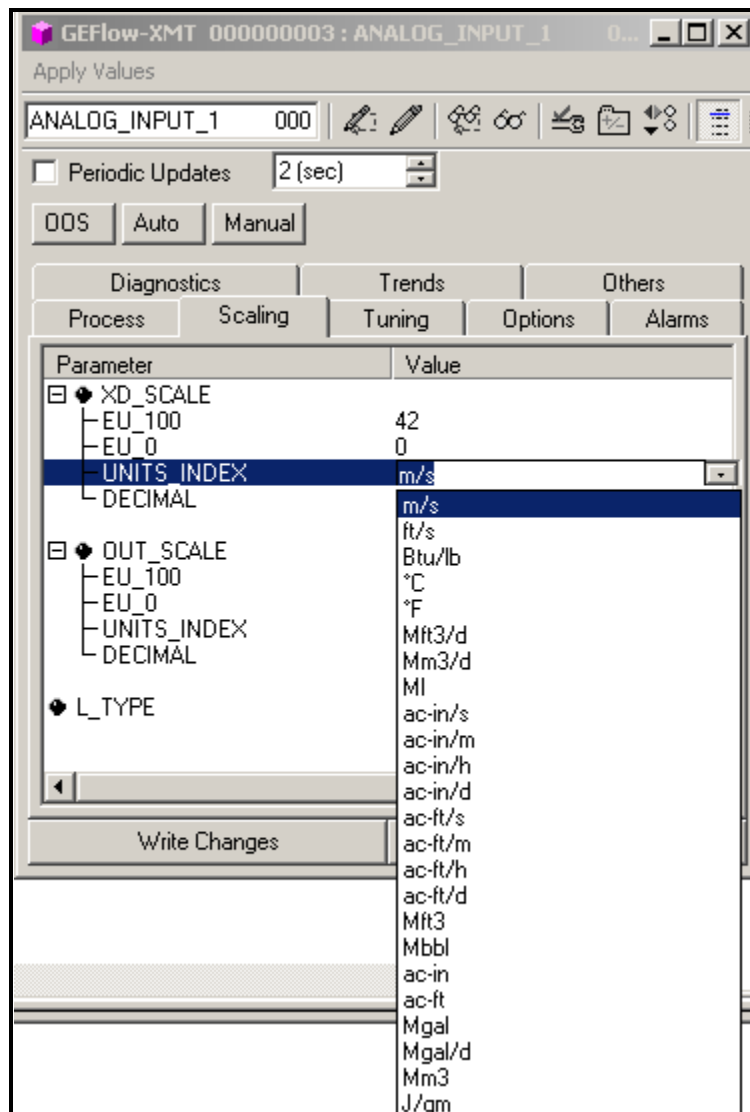 GEFlow-XMT 000000003 : ANALOG_INPUT_1 0...
Apply Values
ANALOG_INPUT_1 000
Periodic Updates 2 (sec)
OOS Auto Manual
Diagnostics Trends Others
Process Scaling Tuning Options Alarms
Parameter Value
XD_SCALE
EU_100 42
EU_0 0
UNITS_INDEX m/s
DECIMAL
OUT_SCALE
EU_100
EU_0
UNITS_INDEX
DECIMAL
L_TYPE
Write Changes
m/s
ft/s
Btu/lb
°C
°F
Mft3/d
Mm3/d
Ml
ac-in/s
ac-in/m
ac-in/h
ac-in/d
ac-ft/s
ac-ft/m
ac-ft/h
ac-ft/d
Mft3
Mbbl
ac-in
ac-ft
Mgal
Mgal/d
Mm3
J/gm